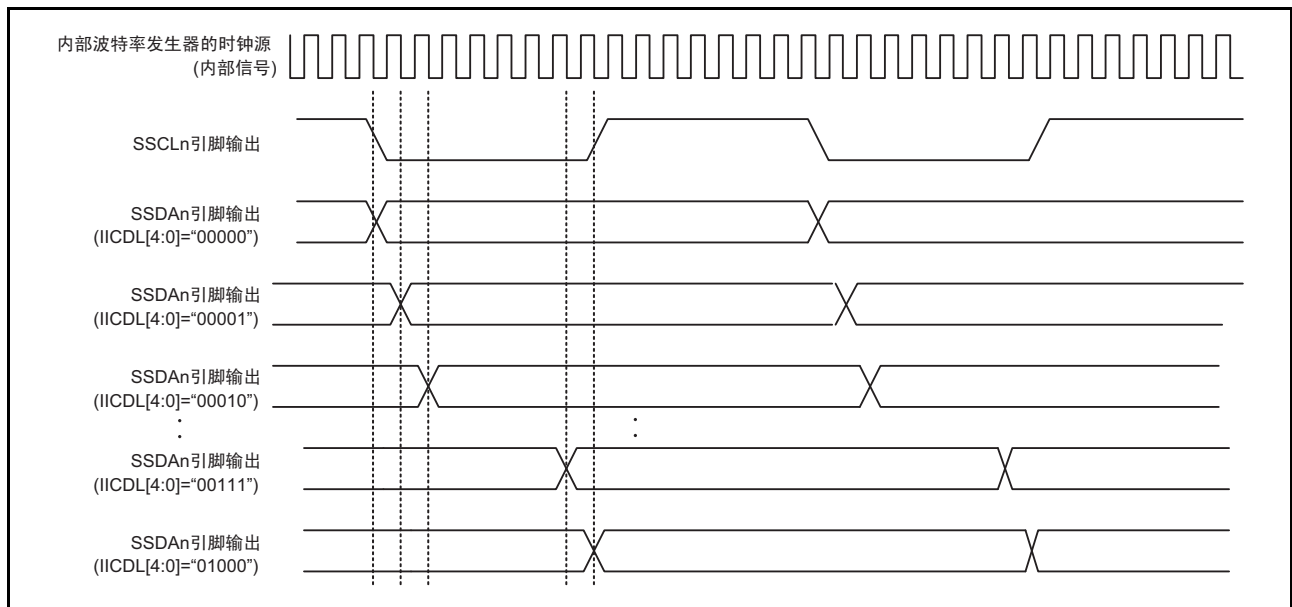 内部波特率发生器的时钟源
(内部信号)
SSCLn引脚输出
SSDAn引脚输出
(IICDL[4:0]=“00000”)
SSDAn引脚输出
(IICDL[4:0]=“00001”)
SSDAn引脚输出
(IICDL[4:0]=“00010”)
SSDAn引脚输出
(IICDL[4:0]=“00111”)
SSDAn引脚输出
(IICDL[4:0]=“01000”)